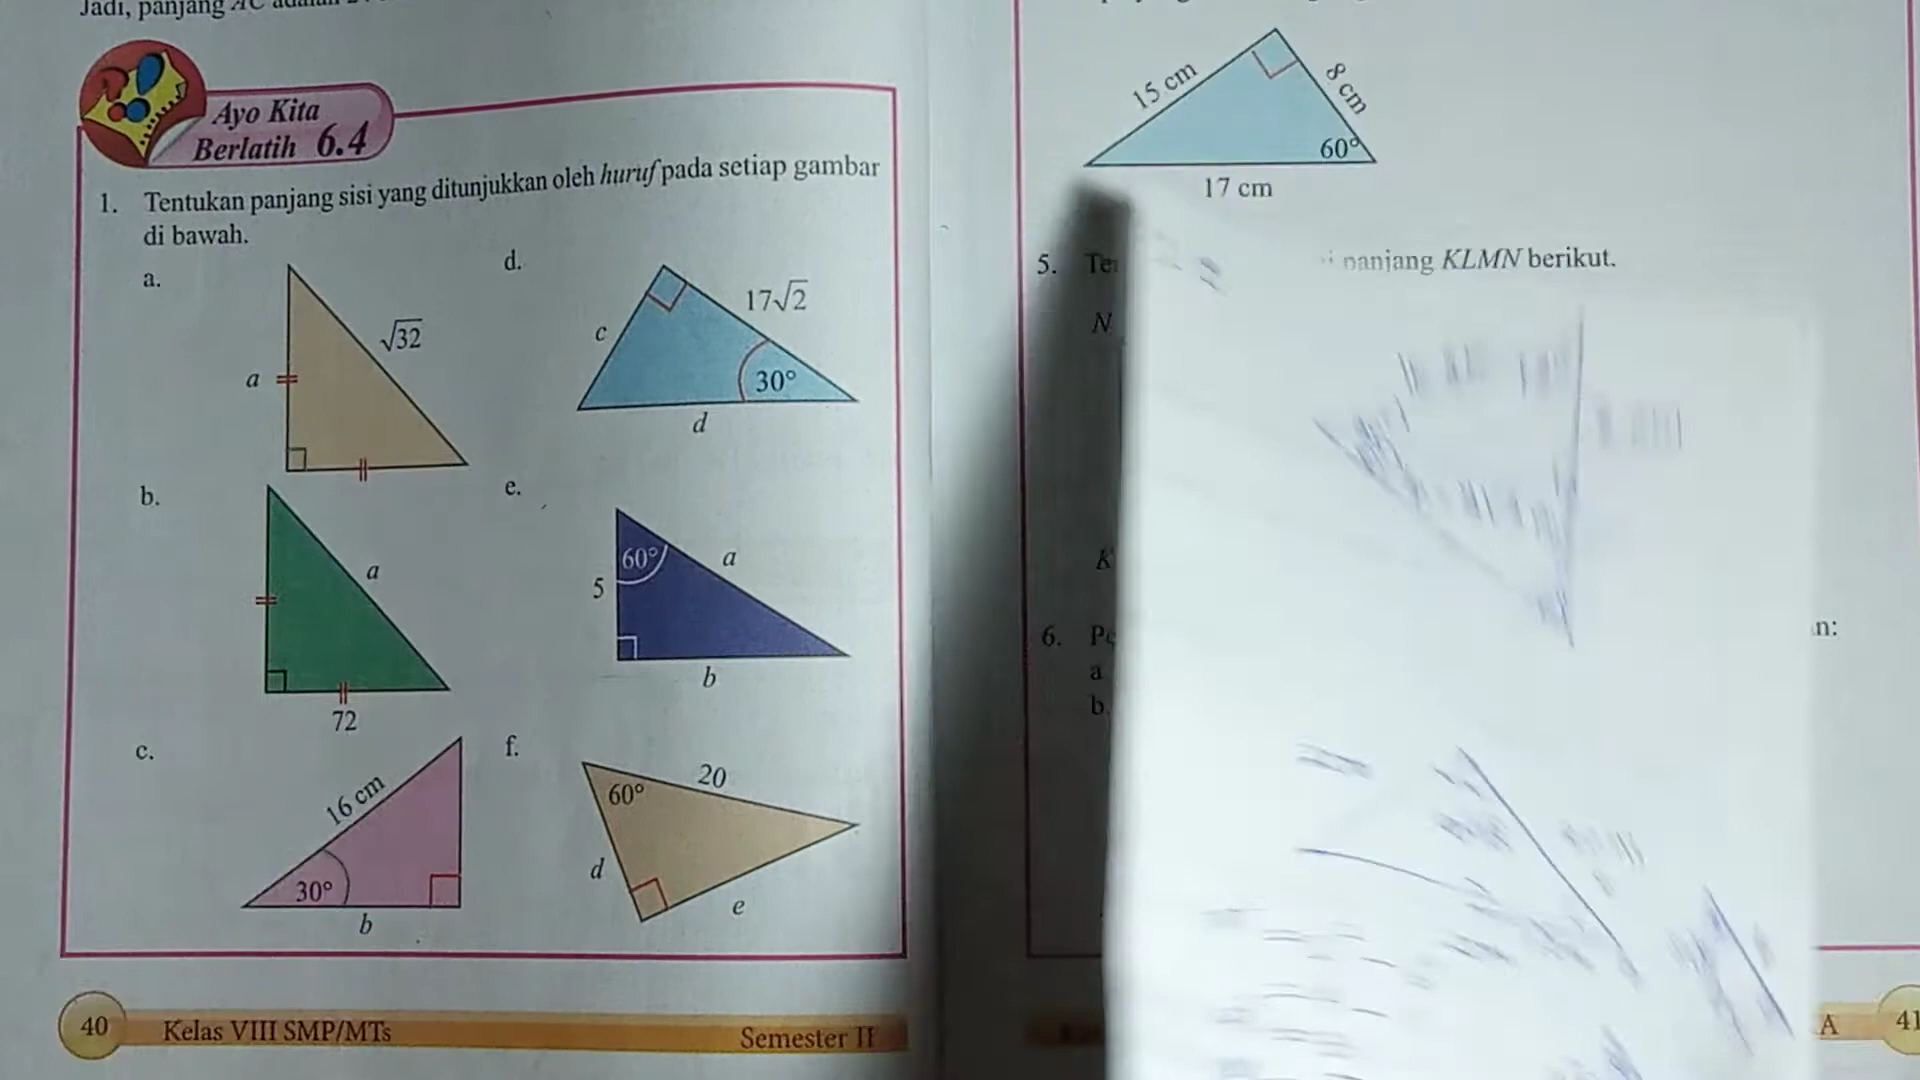 Jadi, panjang AC
Ayo Kita
Berlatih 6.4
1. Tentukan panjang sisi yang ditunjukkan oleh huruf pada setiap gambar
di bawah.
a.
√32
a
b.
a
72
c.
16 cm
30°
b
d.
17√2
c
30°
d
e.
60°
a
5
b
f.
20
60°
d
e
40
Kelas VIII SMP/MTs
Semester II
15 cm
8 cm
60°
17 cm
5.
panjang KLMN berikut.
N
K
6.
a
b.
n:
A
41